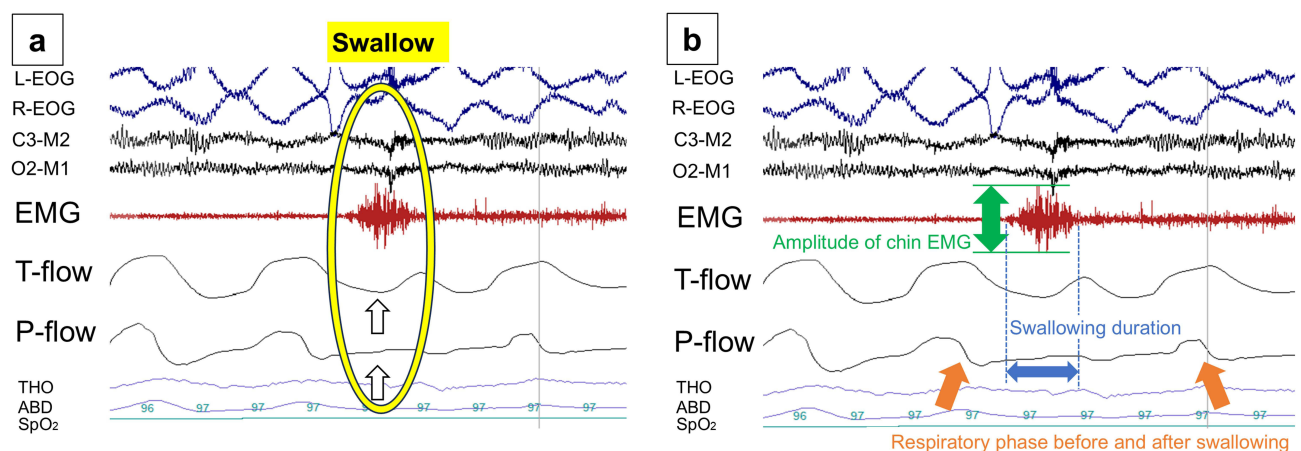 a
Swallow
L-EOG
R-EOG
C3-M2
O2-M1
EMG
T-flow
P-flow
THO
ABD
SpO₂
96 97 97 97 97 97 97 97
b
L-EOG
R-EOG
C3-M2
O2-M1
EMG
Amplitude of chin EMG
T-flow
Swallowing duration
P-flow
THO
ABD
SpO₂
96 97 97 97 97 97 97 97 97
Respiratory phase before and after swallowing